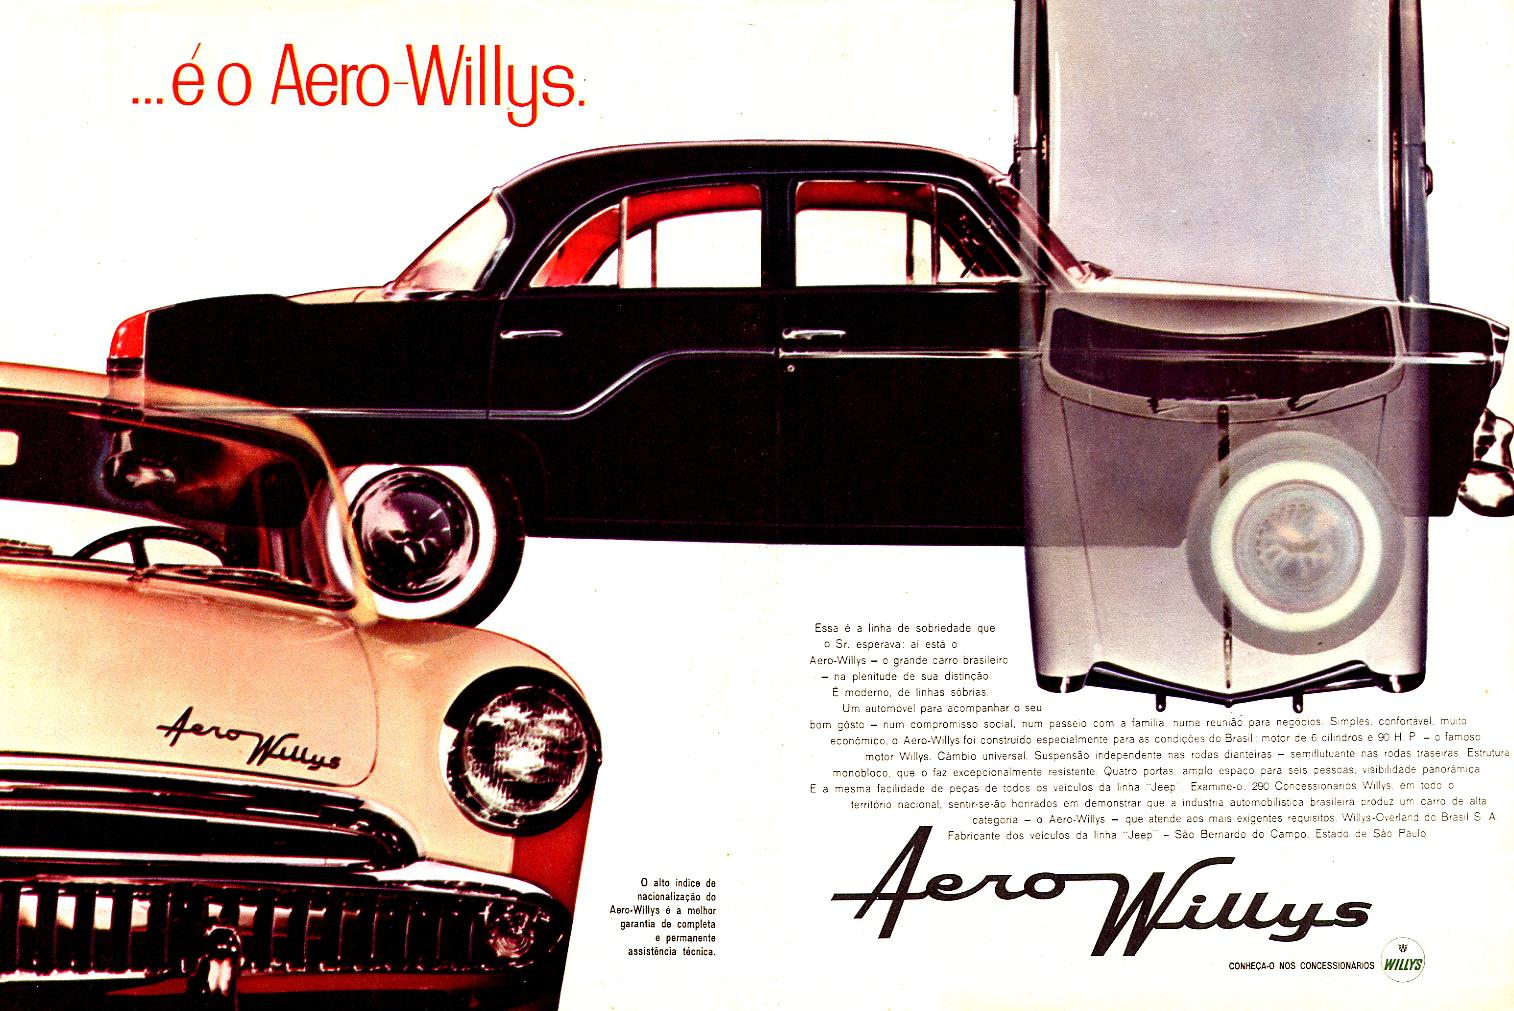 ...é o Aero-Willys.
Essa é a linha de sobriedade que
o Sr. esperava: aí está o
Aero-Willys – o grande carro brasileiro
– na plenitude de sua distinção.
É moderno, de linhas sóbrias.
Um automóvel para acompanhar o seu
bom gôsto – num compromisso social, num passeio com a família, numa reunião para negócios. Simples, confortável, muito
econômico, o Aero-Willys foi construído especialmente para as condições do Brasil: motor de 6 cilindros e 90 H. P. – o famoso
motor Willys. Câmbio universal. Suspensão independente nas rodas dianteiras – semiflutuante nas rodas traseiras. Estrutura
monobloco, que o faz excepcionalmente resistente. Quatro portas, amplo espaço para seis pessoas, visibilidade panorâmica.
E a mesma facilidade de peças de todos os veículos da linha "Jeep". Examine-o. 290 Concessionários Willys, em todo o
território nacional, sentir-se-ão honrados em demonstrar que a indústria automobilística brasileira produz um carro de alta
categoria – o Aero-Willys – que atende aos mais exigentes requisitos. Willys-Overland do Brasil S. A.
Fabricante dos veículos da linha "Jeep" – São Bernardo do Campo, Estado de São Paulo.
Aero Willys
O alto índice de
nacionalização do
Aero-Willys é a melhor
garantia de completa
e permanente
assistência técnica.
Aero Willys
CONHEÇA-O NOS CONCESSIONÁRIOS
WILLYS